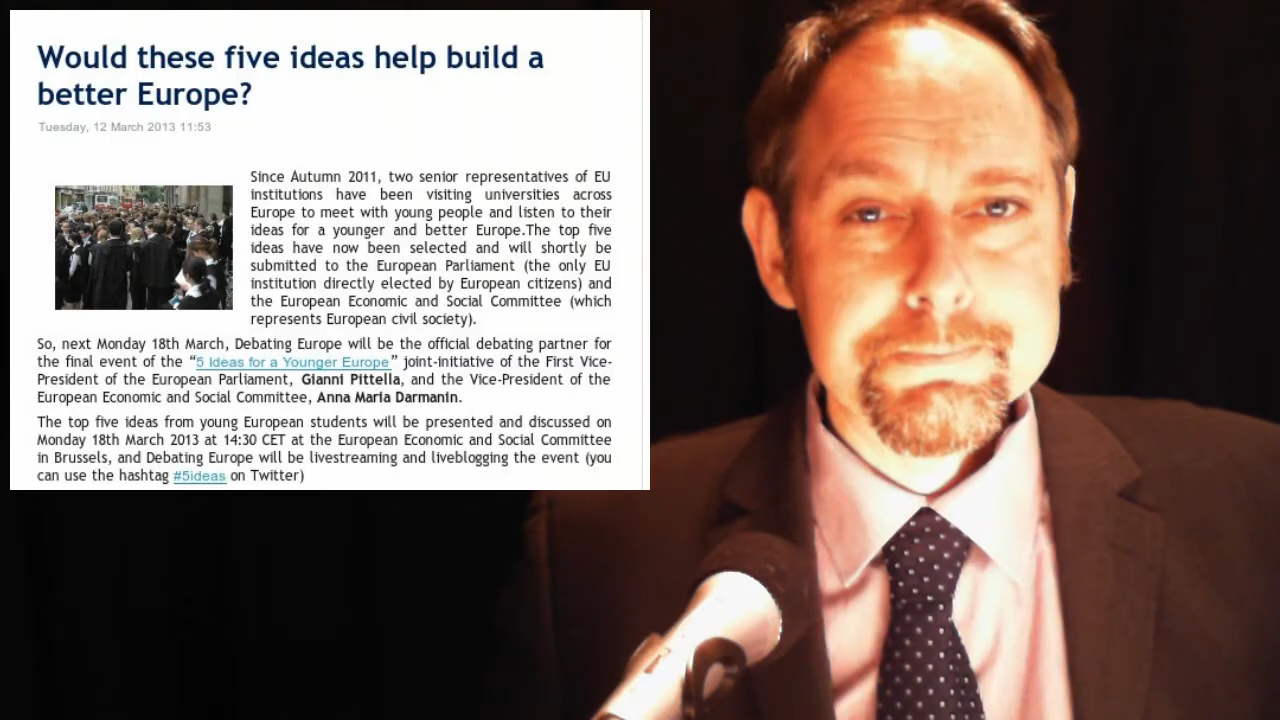 Would these five ideas help build a
better Europe?
Tuesday, 12 March 2013 11:53
Since Autumn 2011, two senior representatives of EU
institutions have been visiting universities across
Europe to meet with young people and listen to their
ideas for a younger and better Europe.The top five
ideas have now been selected and will shortly be
submitted to the European Parliament (the only EU
institution directly elected by European citizens) and
the European Economic and Social Committee (which
represents European civil society).
So, next Monday 18th March, Debating Europe will be the official debating partner for
the final event of the “5 Ideas for a Younger Europe” joint-initiative of the First Vice-
President of the European Parliament, Gianni Pittella, and the Vice-President of the
European Economic and Social Committee, Anna Maria Darmanin.
The top five ideas from young European students will be presented and discussed on
Monday 18th March 2013 at 14:30 CET at the European Economic and Social Committee
in Brussels, and Debating Europe will be livestreaming and liveblogging the event (you
can use the hashtag #5ideas on Twitter)